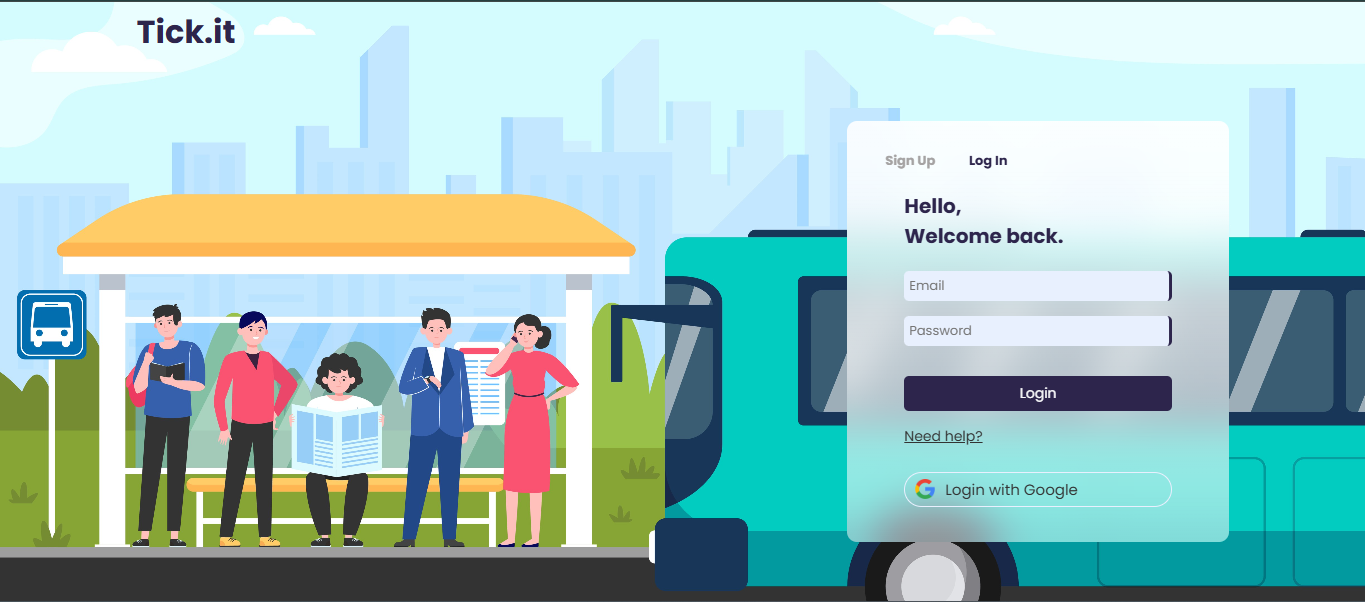 Tick.it
Sign Up
Log In
Hello,
Welcome back.
Email
Password
Login
Need help?
Login with Google